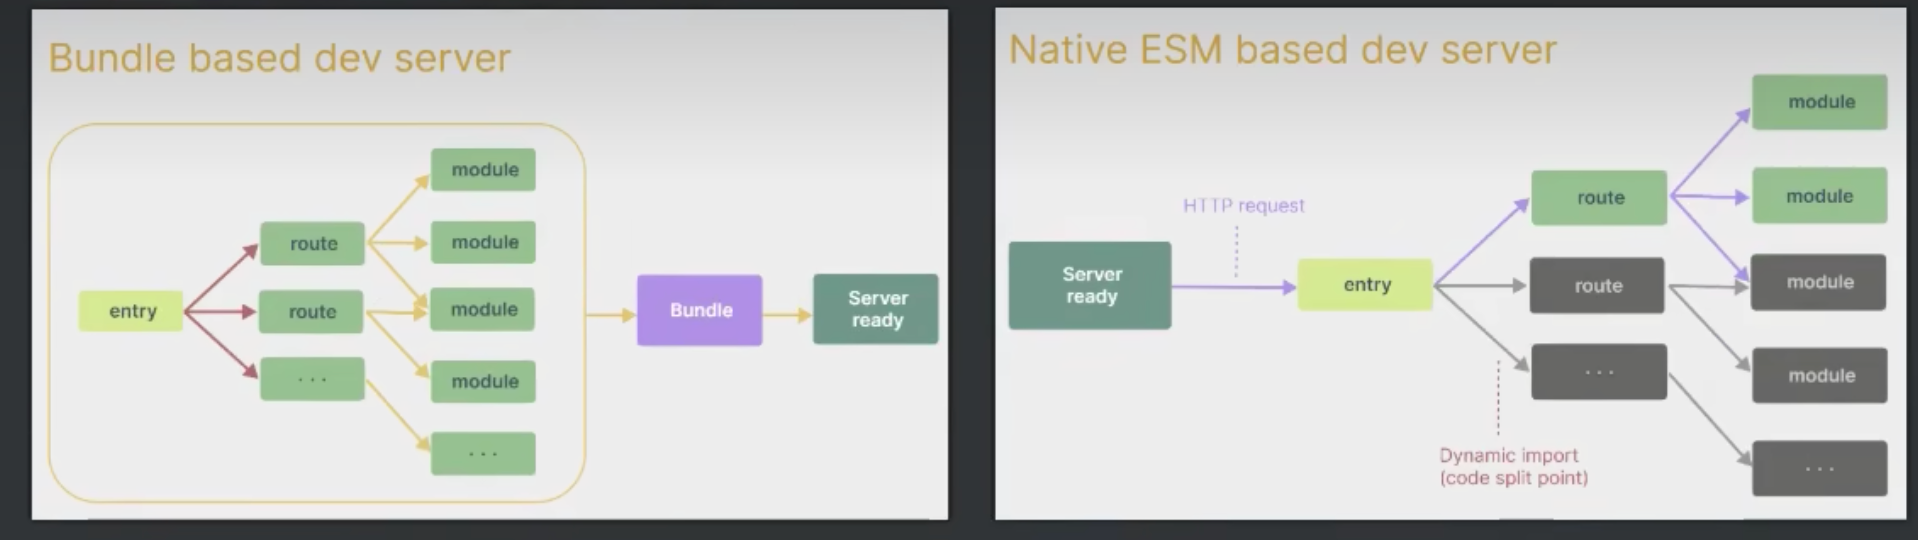 Bundle based dev server
module
route
module
entry
route
module
Bundle
Server
ready
...
module
...
Native ESM based dev server
module
HTTP request
route
module
Server
ready
entry
route
module
...
module
Dynamic import
(code split point)
...